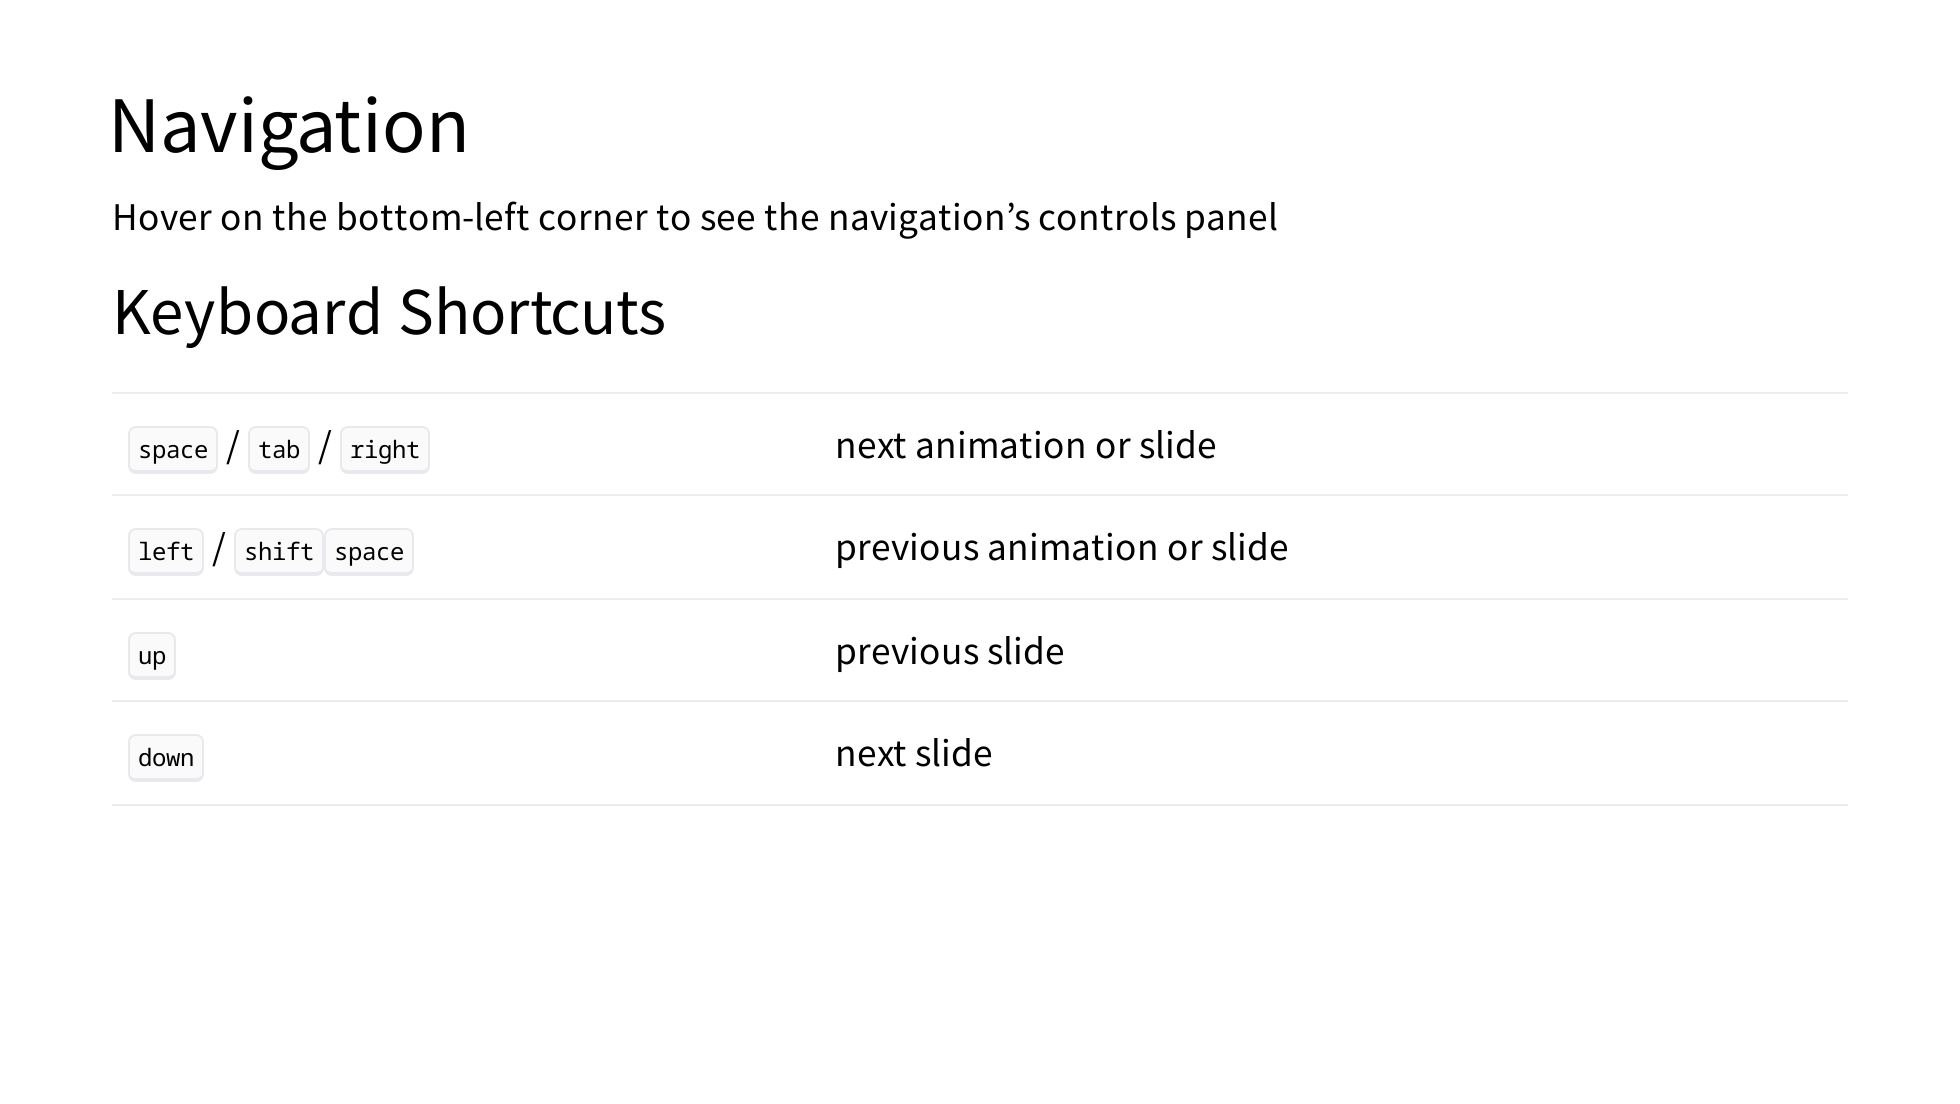 Navigation
Hover on the bottom-left corner to see the navigation’s controls panel
Keyboard Shortcuts
space / tab / right next animation or slide
left / shift space previous animation or slide
up previous slide
down next slide